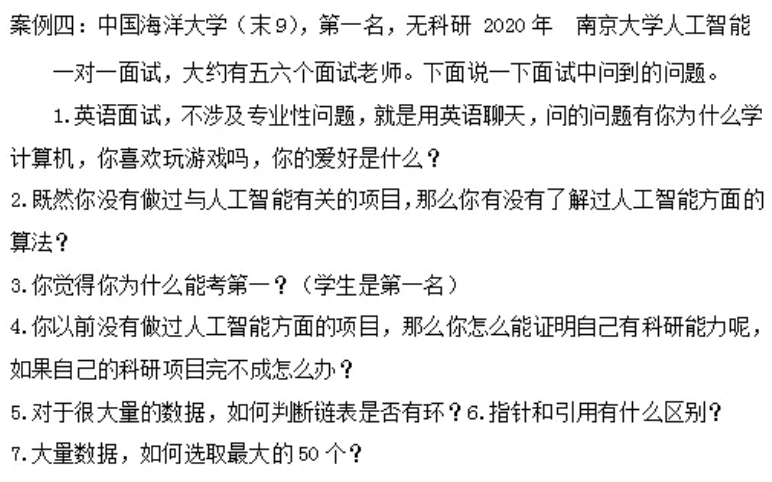 案例四：中国海洋大学（末9），第一名，无科研 2020 年 南京大学人工智能
一对一面试，大约有五六个面试老师。下面说一下面试中问到的问题。
1.英语面试，不涉及专业性问题，就是用英语聊天，问的问题有你为什么学
计算机，你喜欢玩游戏吗，你的爱好是什么？
2.既然你没有做过与人工智能有关的项目,那么你有没有了解过人工智能方面的
算法？
3.你觉得你为什么能考第一？（学生是第一名）
4.你以前没有做过人工智能方面的项目，那么你怎么能证明自己有科研能力呢，
如果自己的科研项目完不成怎么办？
5.对于很大量的数据，如何判断链表是否有环？6.指针和引用有什么区别？
7.大量数据，如何选取最大的50个？